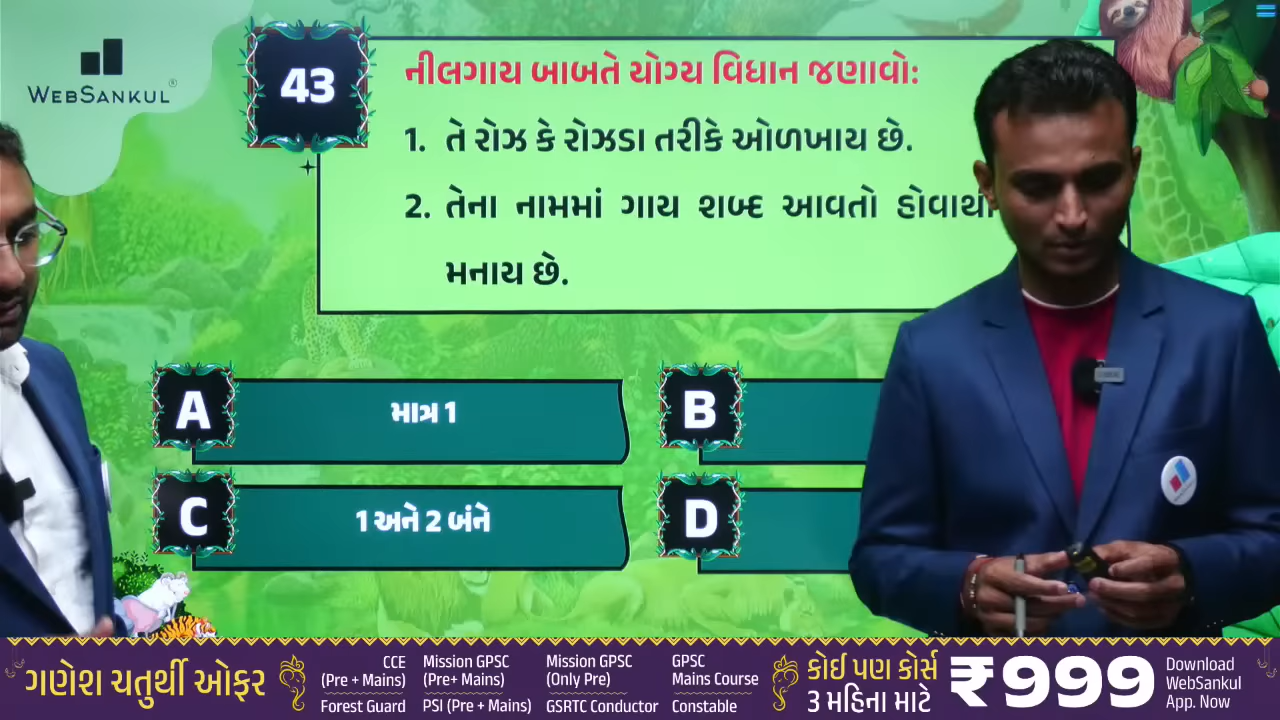 WEBSANKUL
43
નીલગાય બાબતે યોગ્ય વિધાન જણાવો:
1. તે રોઝ કે રોઝડા તરીકે ઓળખાય છે.
2. તેના નામમાં ગાય શબ્દ આવતો
મનાય છે.
A માત્ર 1
B
C 1 અને 2 બંને
D
ગણેશ ચતુર્થી ઓફર
CCE
(Pre + Mains)
Forest Guard
Mission GPSC
(Pre+ Mains)
PSI (Pre + Mains)
Mission GPSC
(Only Pre)
GSRTC Conductor
GPSC
Mains Course
Constable
કોઈ પણ કોર્સ
3 મહિના માટે
₹999
Download
WebSankul
App. Now